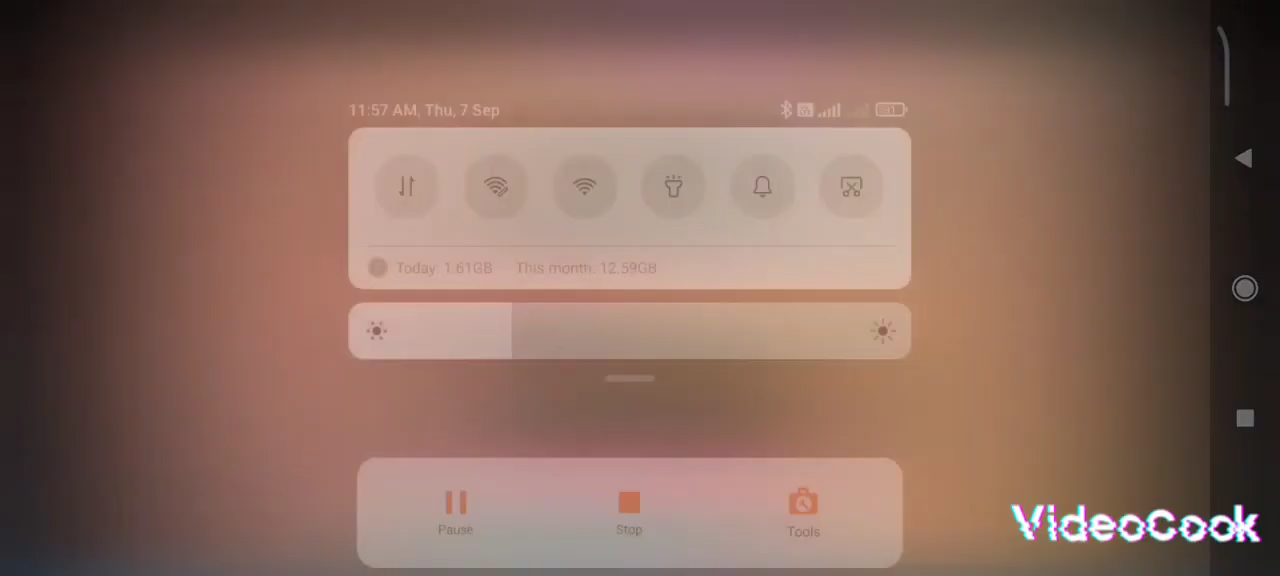 11:57 AM, Thu, 7 Sep
Today: 1.61GB This month: 12.59GB
Pause Stop Tools
VideoCook